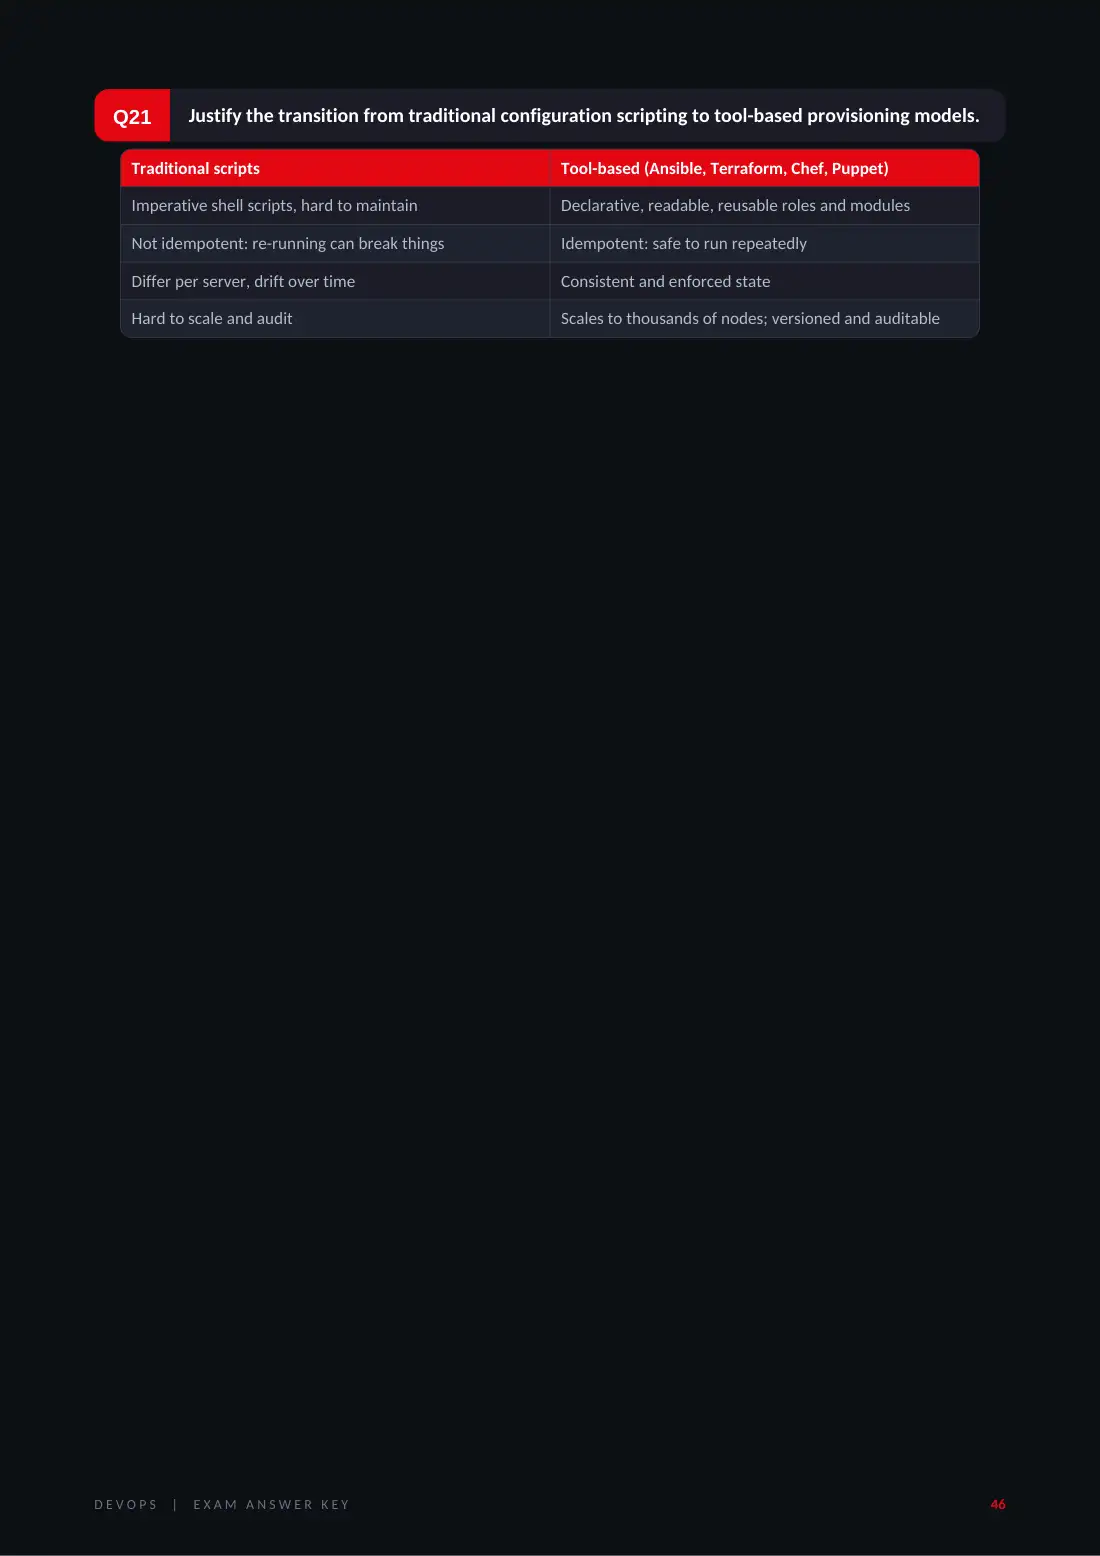 Q21 Justify the transition from traditional configuration scripting to tool-based provisioning models.
Traditional scripts Tool-based (Ansible, Terraform, Chef, Puppet)
Imperative shell scripts, hard to maintain Declarative, readable, reusable roles and modules
Not idempotent: re-running can break things Idempotent: safe to run repeatedly
Differ per server, drift over time Consistent and enforced state
Hard to scale and audit Scales to thousands of nodes; versioned and auditable
DEVOPS | EXAM ANSWER KEY 46